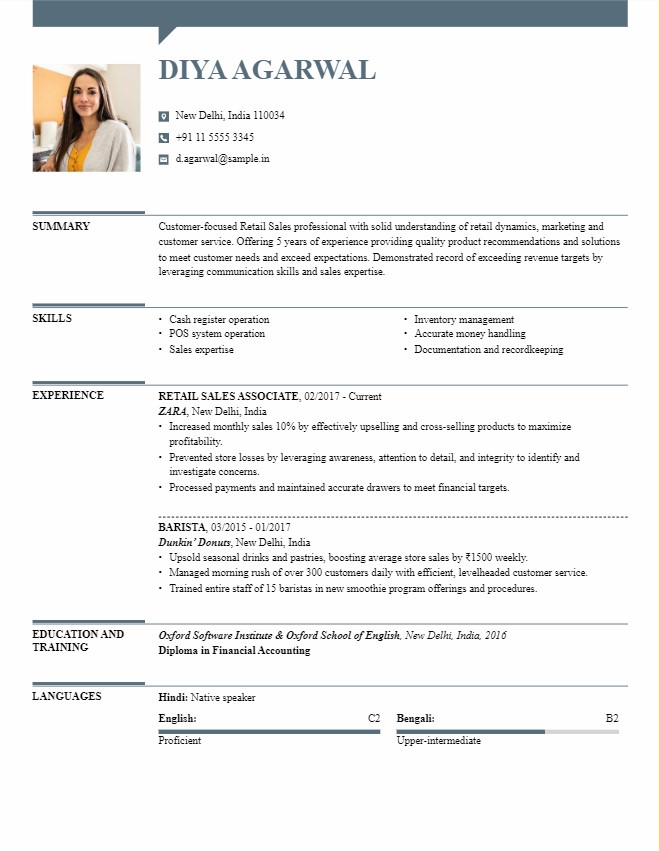 DIYA AGARWAL
New Delhi, India 110034
+91 11 5555 3345
d.agarwal@sample.in
SUMMARY
Customer-focused Retail Sales professional with solid understanding of retail dynamics, marketing and
customer service. Offering 5 years of experience providing quality product recommendations and solutions
to meet customer needs and exceed expectations. Demonstrated record of exceeding revenue targets by
leveraging communication skills and sales expertise.
SKILLS
• Cash register operation
• POS system operation
• Sales expertise
• Inventory management
• Accurate money handling
• Documentation and recordkeeping
EXPERIENCE
RETAIL SALES ASSOCIATE, 02/2017 - Current
ZARA, New Delhi, India
• Increased monthly sales 10% by effectively upselling and cross-selling products to maximize
profitability.
• Prevented store losses by leveraging awareness, attention to detail, and integrity to identify and
investigate concerns.
• Processed payments and maintained accurate drawers to meet financial targets.
BARISTA, 03/2015 - 01/2017
Dunkin' Donuts, New Delhi, India
• Upsold seasonal drinks and pastries, boosting average store sales by ₹1500 weekly.
• Managed morning rush of over 300 customers daily with efficient, levelheaded customer service.
• Trained entire staff of 15 baristas in new smoothie program offerings and procedures.
EDUCATION AND
TRAINING
Oxford Software Institute & Oxford School of English, New Delhi, India, 2016
Diploma in Financial Accounting
LANGUAGES
Hindi: Native speaker
English: C2
Proficient
Bengali: B2
Upper-intermediate